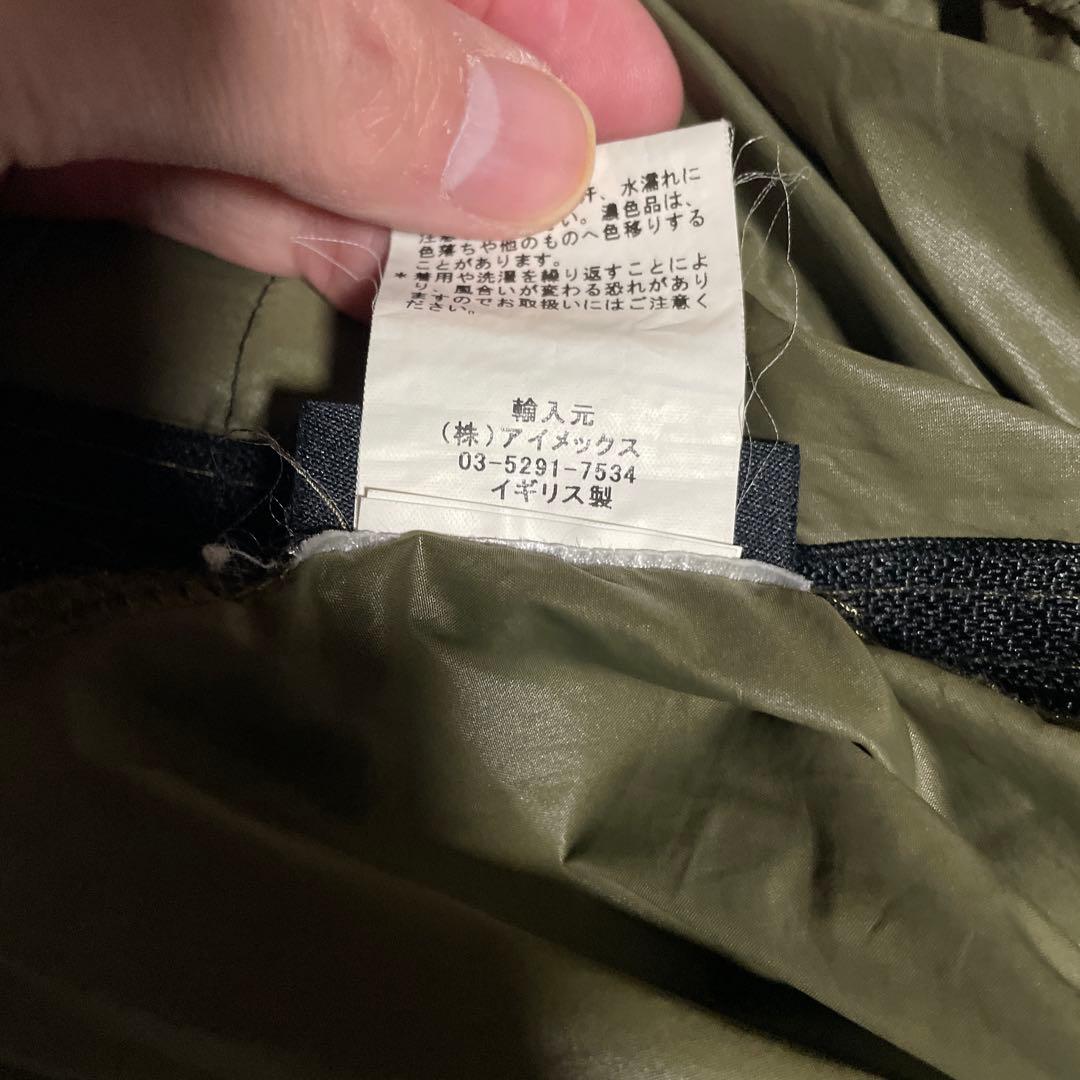 汗、水濡れに
注意 い。濃色品は、
色落ちや他のものへ色移りする
ことがあります。
*着用や洗濯を繰り返すことによ
り、風合いが変わる恐れがあり
ますのでお取扱いにはご注意く
ださい。
輸入元
(株)アイメックス
03-5291-7534
イギリス製